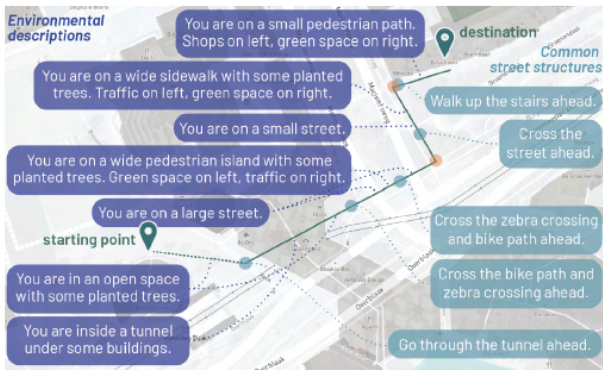 Environmental
descriptions
You are on a small pedestrian path.
Shops on left, green space on right.
destination
Common
street structures
You are on a wide sidewalk with some
planted trees. Traffic on left, green space on right.
Walk up the stairs ahead.
You are on a small street.
Cross the
street ahead.
You are on a wide pedestrian island with some
planted trees. Green space on left, traffic on right.
You are on a large street.
Cross the zebra crossing
and bike path ahead.
starting point
You are in an open space
with some planted trees.
Cross the bike path and
zebra crossing ahead.
You are inside a tunnel
under some buildings.
Go through the tunnel ahead.
Overblaak
Overblaak
Overblaak